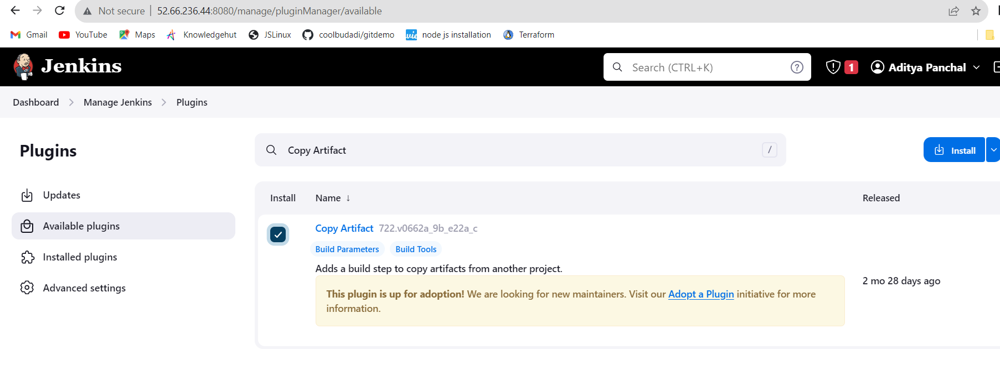 Not secure 52.66.236.44:8080/manage/pluginManager/available
Gmail YouTube Maps Knowledgehut JSLinux coolbudadi/gitdemo node js installation Terraform
Jenkins Search (CTRL+K) ? 1 Aditya Panchal
Dashboard Manage Jenkins Plugins
Plugins
Copy Artifact /
Install
Updates
Available plugins
Installed plugins
Advanced settings
Install Name ↓ Released
Copy Artifact 722.v0662a_9b_e22a_c
Build Parameters Build Tools
Adds a build step to copy artifacts from another project.
This plugin is up for adoption! We are looking for new maintainers. Visit our Adopt a Plugin initiative for more
information.
2 mo 28 days ago